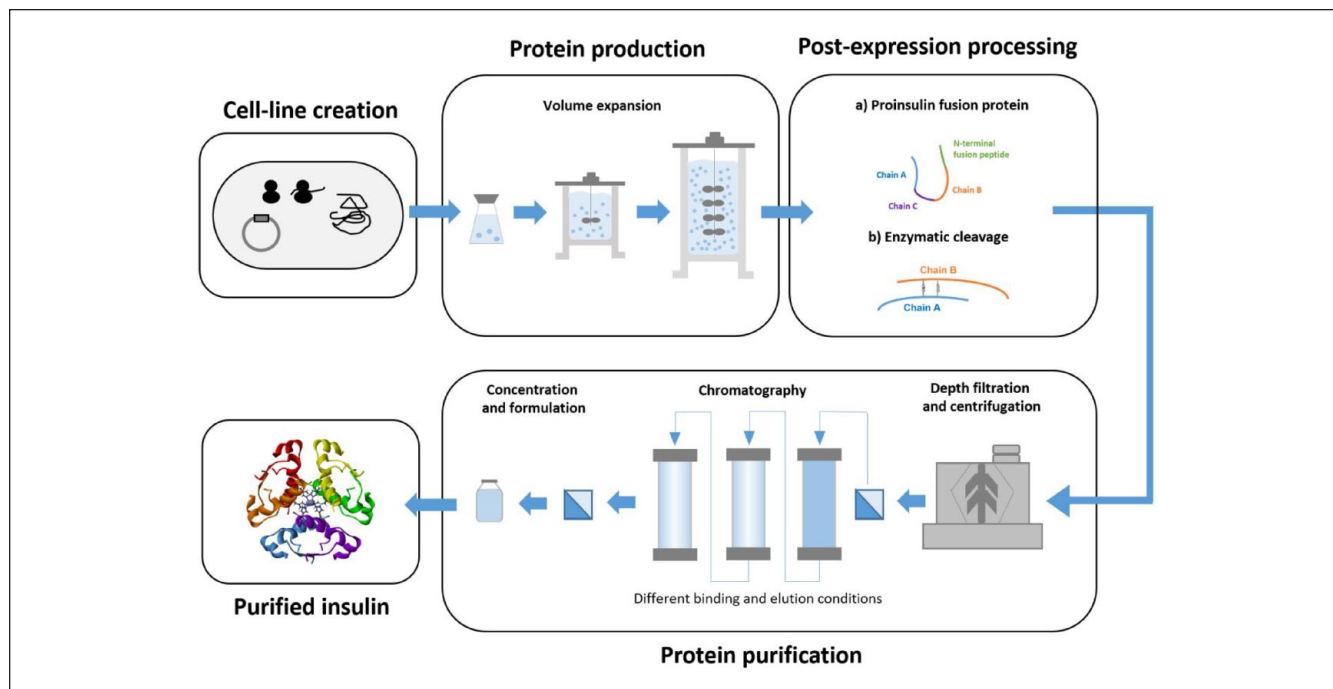 Cell-line creation
Protein production
Volume expansion
Post-expression processing
a) Proinsulin fusion protein
N-terminal
fusion peptide
Chain A
Chain B
Chain C
b) Enzymatic cleavage
Chain B
Chain A
Depth filtration
and centrifugation
Chromatography
Different binding and elution conditions
Concentration
and formulation
Protein purification
Purified insulin